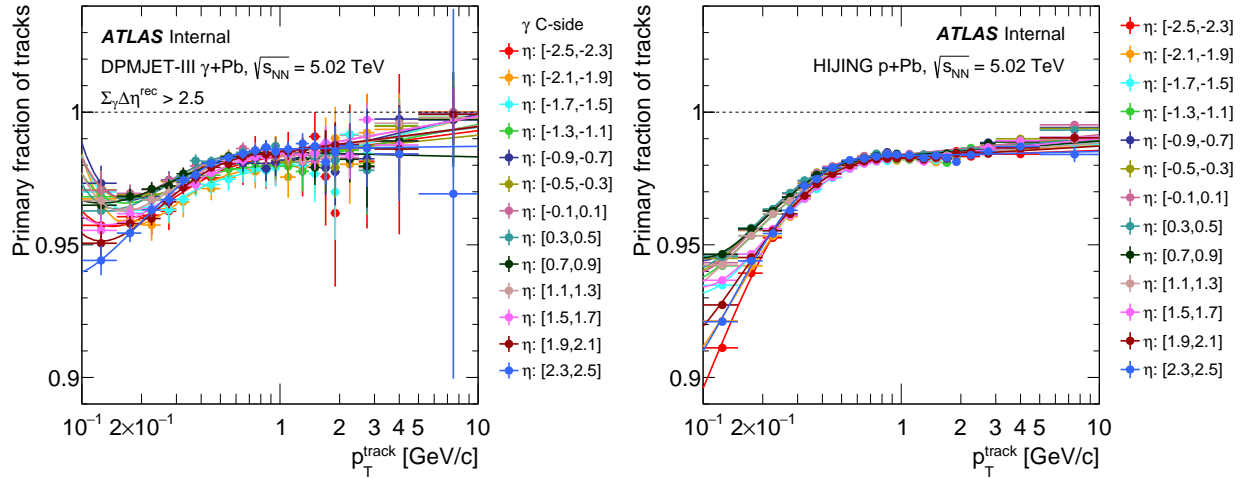 ATLAS Internal
DPMJET-III γ+Pb, √s_NN = 5.02 TeV
Σ_γΔη^rec > 2.5
Primary fraction of tracks
1
0.95
0.9
10⁻¹ 2×10⁻¹ 1 2 3 4 5 10
p_T^track [GeV/c]
γ C-side
η: [-2.5,-2.3]
η: [-2.1,-1.9]
η: [-1.7,-1.5]
η: [-1.3,-1.1]
η: [-0.9,-0.7]
η: [-0.5,-0.3]
η: [-0.1,0.1]
η: [0.3,0.5]
η: [0.7,0.9]
η: [1.1,1.3]
η: [1.5,1.7]
η: [1.9,2.1]
η: [2.3,2.5]
ATLAS Internal
HIJING p+Pb, √s_NN = 5.02 TeV
Primary fraction of tracks
1
0.95
0.9
10⁻¹ 2×10⁻¹ 1 2 3 4 5 10
p_T^track [GeV/c]
η: [-2.5,-2.3]
η: [-2.1,-1.9]
η: [-1.7,-1.5]
η: [-1.3,-1.1]
η: [-0.9,-0.7]
η: [-0.5,-0.3]
η: [-0.1,0.1]
η: [0.3,0.5]
η: [0.7,0.9]
η: [1.1,1.3]
η: [1.5,1.7]
η: [1.9,2.1]
η: [2.3,2.5]